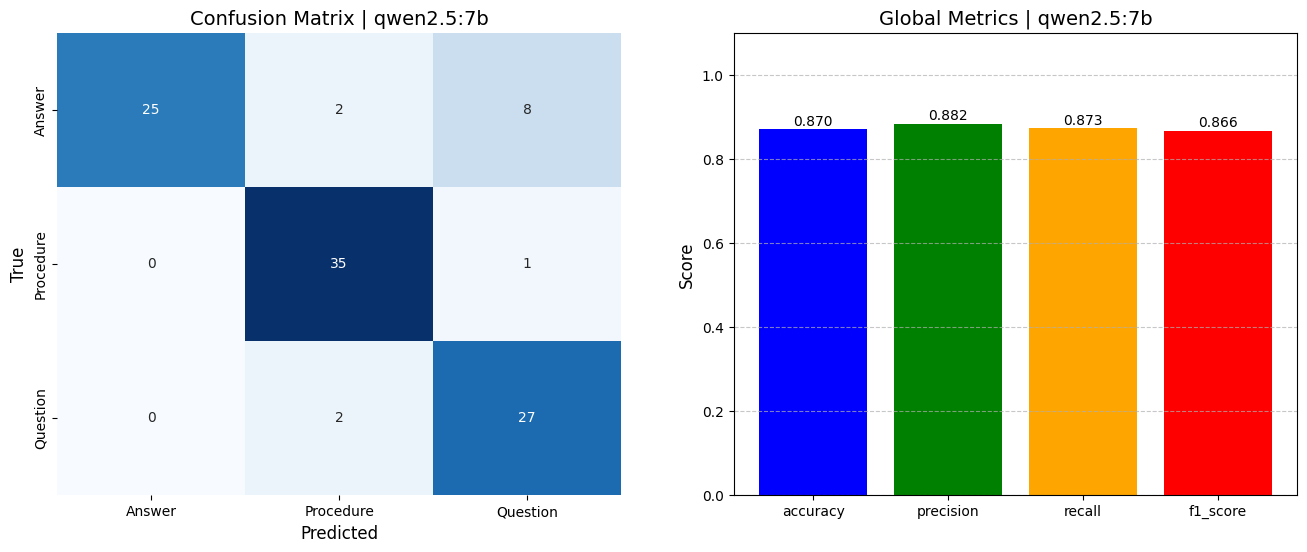 Confusion Matrix | qwen2.5:7b
True
Answer
25 2 8
Procedure
0 35 1
Question
0 2 27
Answer Procedure Question
Predicted
Global Metrics | qwen2.5:7b
Score
1.0
0.8
0.6
0.4
0.2
0.0
0.870 0.882 0.873 0.866
accuracy precision recall f1_score